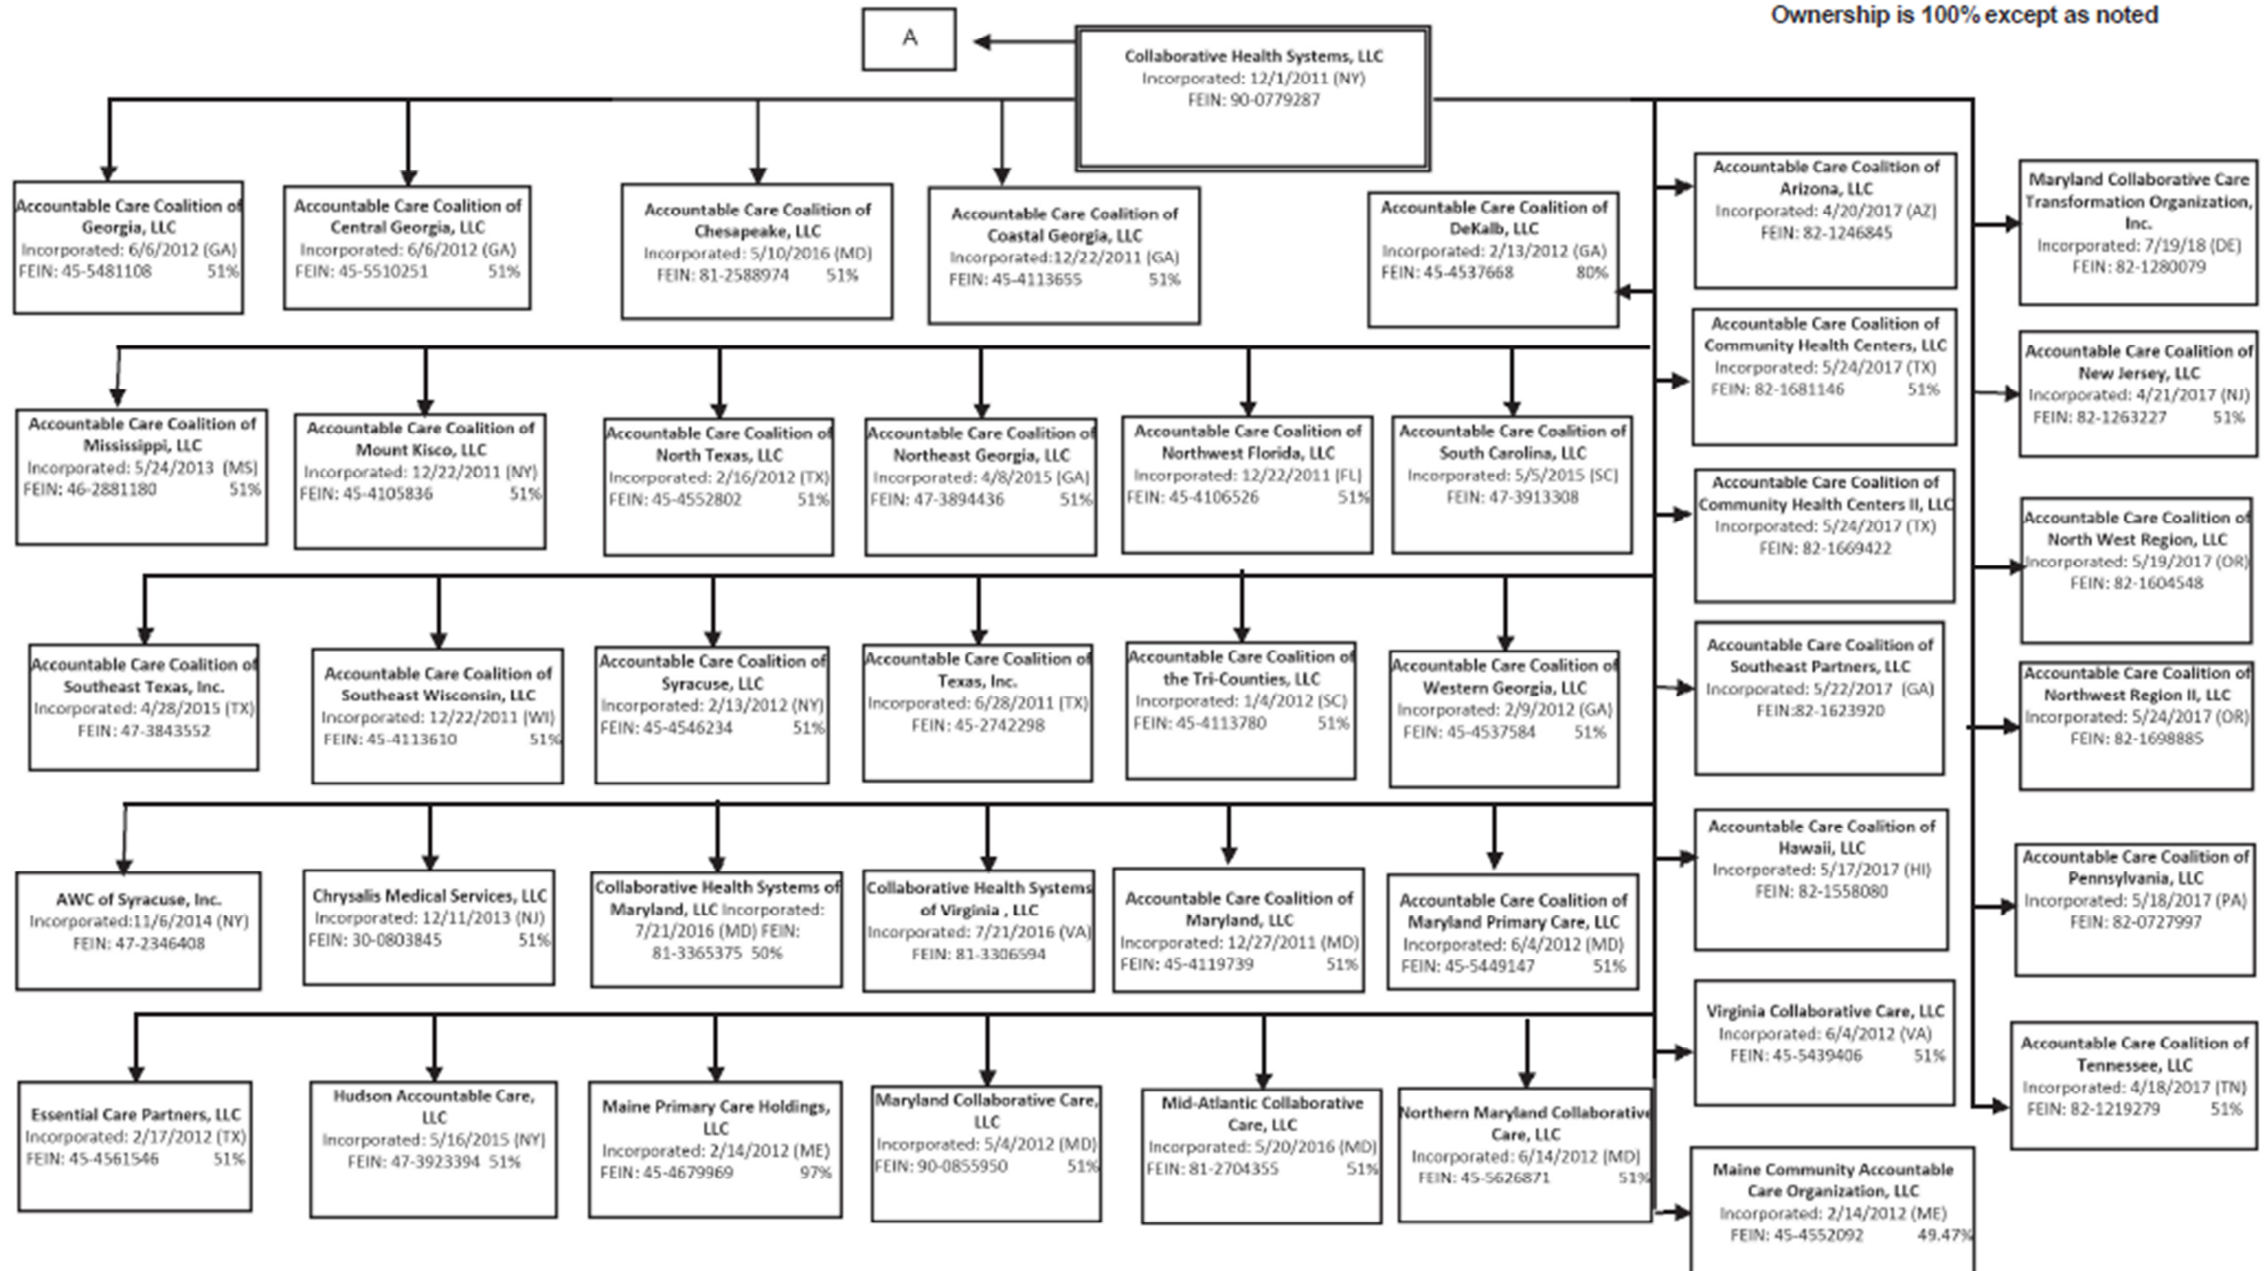 Ownership is 100% except as noted
A
Collaborative Health Systems, LLC
Incorporated: 12/1/2011 (NY)
FEIN: 90-0779287
Accountable Care Coalition of
Georgia, LLC
Incorporated: 6/6/2012 (GA)
FEIN: 45-5481108 51%
Accountable Care Coalition of
Central Georgia, LLC
Incorporated: 6/6/2012 (GA)
FEIN: 45-5510251 51%
Accountable Care Coalition of
Chesapeake, LLC
Incorporated: 5/10/2016 (MD)
FEIN: 81-2588974 51%
Accountable Care Coalition of
Coastal Georgia, LLC
Incorporated:12/22/2011 (GA)
FEIN: 45-4113655 51%
Accountable Care Coalition of
DeKalb, LLC
Incorporated: 2/13/2012 (GA)
FEIN: 45-4537668 80%
Accountable Care Coalition of
Arizona, LLC
Incorporated: 4/20/2017 (AZ)
FEIN: 82-1246845
Maryland Collaborative Care
Transformation Organization,
Inc.
Incorporated: 7/19/18 (DE)
FEIN: 82-1280079
Accountable Care Coalition of
Community Health Centers, LLC
Incorporated: 5/24/2017 (TX)
FEIN: 82-1681146 51%
Accountable Care Coalition of
New Jersey, LLC
Incorporated: 4/21/2017 (NJ)
FEIN: 82-1263227 51%
Accountable Care Coalition of
Mississippi, LLC
Incorporated: 5/24/2013 (MS)
FEIN: 46-2881180 51%
Accountable Care Coalition of
Mount Kisco, LLC
Incorporated: 12/22/2011 (NY)
FEIN: 45-4105836 51%
Accountable Care Coalition of
North Texas, LLC
Incorporated: 2/16/2012 (TX)
FEIN: 45-4552802 51%
Accountable Care Coalition of
Northeast Georgia, LLC
Incorporated: 4/8/2015 (GA)
FEIN: 47-3894436 51%
Accountable Care Coalition of
Northwest Florida, LLC
Incorporated: 12/22/2011 (FL)
FEIN: 45-4106526 51%
Accountable Care Coalition of
South Carolina, LLC
Incorporated: 5/5/2015 (SC)
FEIN: 47-3913308
Accountable Care Coalition of
Community Health Centers II, LLC
Incorporated: 5/24/2017 (TX)
FEIN: 82-1669422
Accountable Care Coalition of
North West Region, LLC
Incorporated: 5/19/2017 (OR)
FEIN: 82-1604548
Accountable Care Coalition of
Southeast Texas, Inc.
Incorporated: 4/28/2015 (TX)
FEIN: 47-3843552
Accountable Care Coalition of
Southeast Wisconsin, LLC
Incorporated: 12/22/2011 (WI)
FEIN: 45-4113610 51%
Accountable Care Coalition of
Syracuse, LLC
Incorporated: 2/13/2012 (NY)
FEIN: 45-4546234 51%
Accountable Care Coalition of
Texas, Inc.
Incorporated: 6/28/2011 (TX)
FEIN: 45-2742298
Accountable Care Coalition of
the Tri-Counties, LLC
Incorporated: 1/4/2012 (SC)
FEIN: 45-4113780 51%
Accountable Care Coalition of
Western Georgia, LLC
Incorporated: 2/9/2012 (GA)
FEIN: 45-4537584 51%
Accountable Care Coalition of
Southeast Partners, LLC
Incorporated: 5/22/2017 (GA)
FEIN:82-1623920
Accountable Care Coalition of
Northwest Region II, LLC
Incorporated: 5/24/2017 (OR)
FEIN: 82-1698885
AWC of Syracuse, Inc.
Incorporated:11/6/2014 (NY)
FEIN: 47-2346408
Chrysalis Medical Services, LLC
Incorporated: 12/11/2013 (NJ)
FEIN: 30-0803845 51%
Collaborative Health Systems of
Maryland, LLC Incorporated:
7/21/2016 (MD) FEIN:
81-3365375 50%
Collaborative Health Systems
of Virginia , LLC
Incorporated: 7/21/2016 (VA)
FEIN: 81-3306594
Accountable Care Coalition of
Maryland, LLC
Incorporated: 12/27/2011 (MD)
FEIN: 45-4119739 51%
Accountable Care Coalition of
Maryland Primary Care, LLC
Incorporated: 6/4/2012 (MD)
FEIN: 45-5449147 51%
Accountable Care Coalition of
Hawaii, LLC
Incorporated: 5/17/2017 (HI)
FEIN: 82-1558080
Accountable Care Coalition of
Pennsylvania, LLC
Incorporated: 5/18/2017 (PA)
FEIN: 82-0727997
Virginia Collaborative Care, LLC
Incorporated: 6/4/2012 (VA)
FEIN: 45-5439406 51%
Accountable Care Coalition of
Tennessee, LLC
Incorporated: 4/18/2017 (TN)
FEIN: 82-1219279 51%
Essential Care Partners, LLC
Incorporated: 2/17/2012 (TX)
FEIN: 45-4561546 51%
Hudson Accountable Care,
LLC
Incorporated: 5/16/2015 (NY)
FEIN: 47-3923394 51%
Maine Primary Care Holdings,
LLC
Incorporated: 2/14/2012 (ME)
FEIN: 45-4679969 97%
Maryland Collaborative Care,
LLC
Incorporated: 5/4/2012 (MD)
FEIN: 90-0855950 51%
Mid-Atlantic Collaborative
Care, LLC
Incorporated: 5/20/2016 (MD)
FEIN: 81-2704355 51%
Northern Maryland Collaborative
Care, LLC
Incorporated: 6/14/2012 (MD)
FEIN: 45-5626871 51%
Maine Community Accountable
Care Organization, LLC
Incorporated: 2/14/2012 (ME)
FEIN: 45-4552092 49.47%